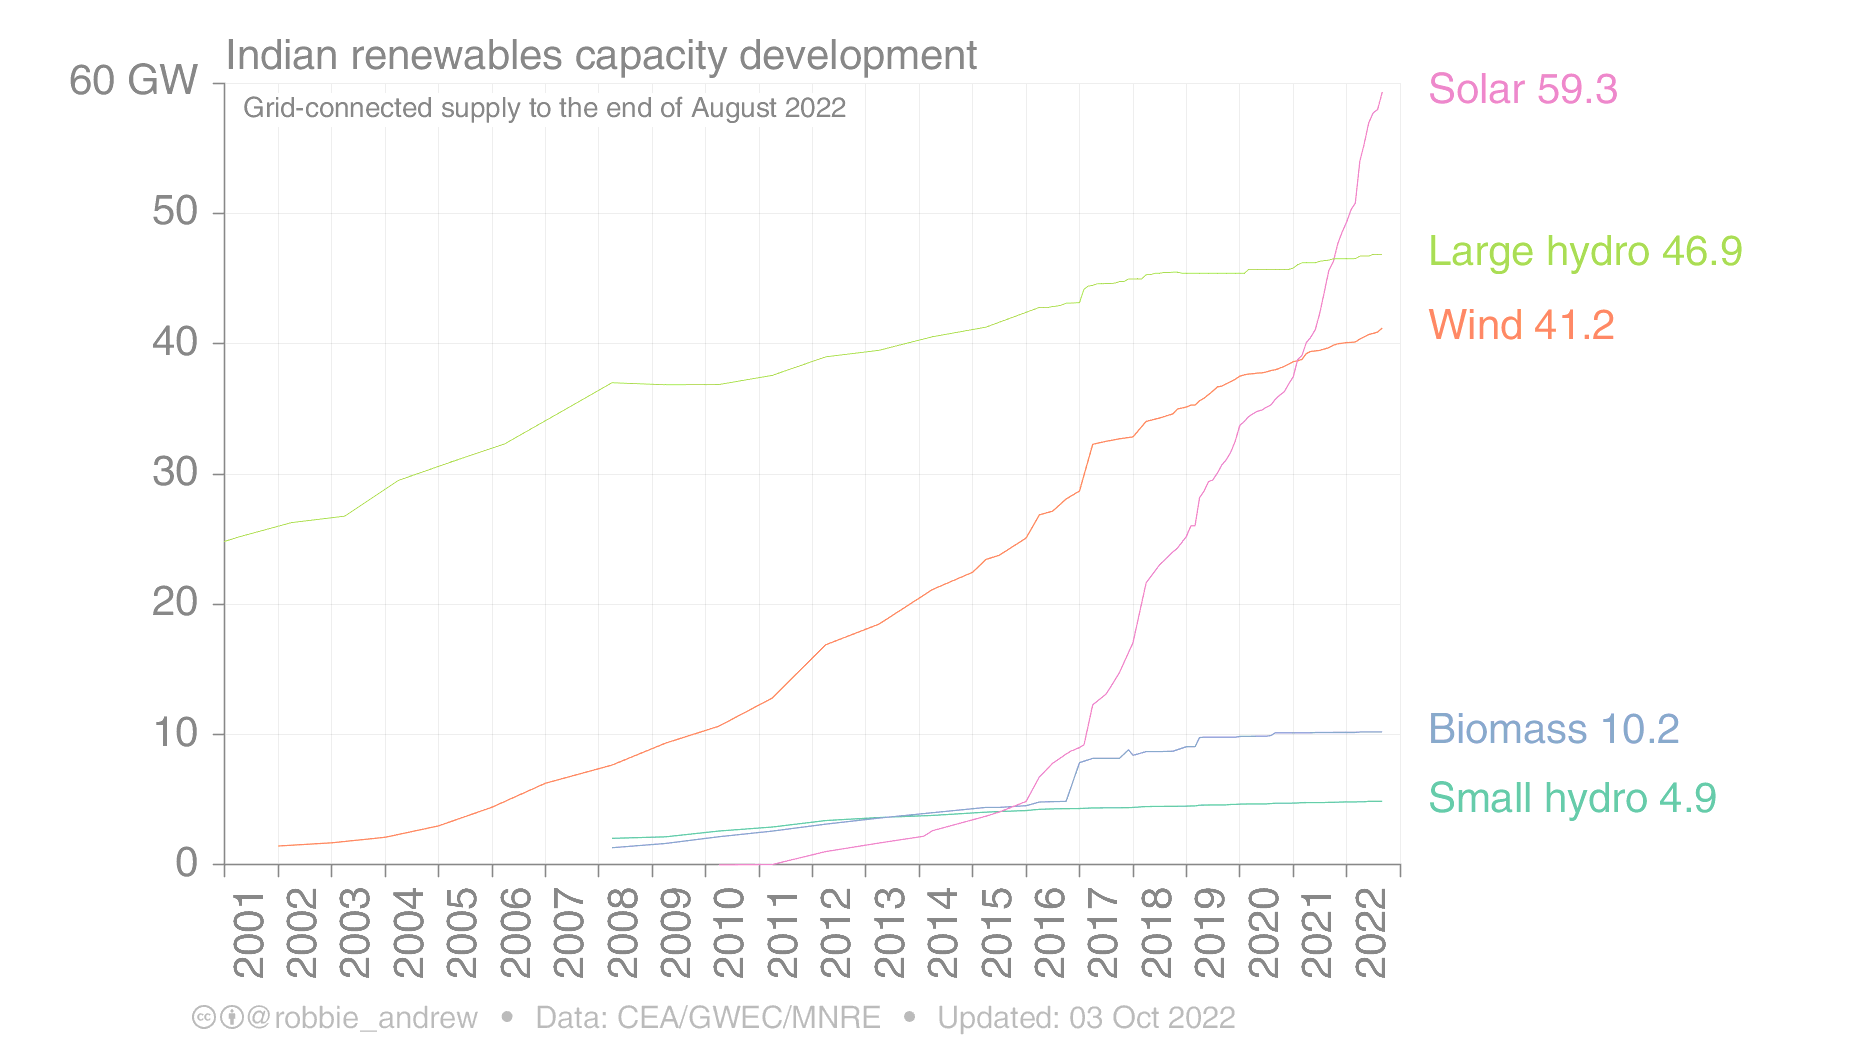 Indian renewables capacity development
Grid-connected supply to the end of August 2022
60 GW
50
40
30
20
10
0
Solar 59.3
Large hydro 46.9
Wind 41.2
Biomass 10.2
Small hydro 4.9
2001 2002 2003 2004 2005 2006 2007 2008 2009 2010 2011 2012 2013 2014 2015 2016 2017 2018 2019 2020 2021 2022
cc @robbie_andrew • Data: CEA/GWEC/MNRE • Updated: 03 Oct 2022